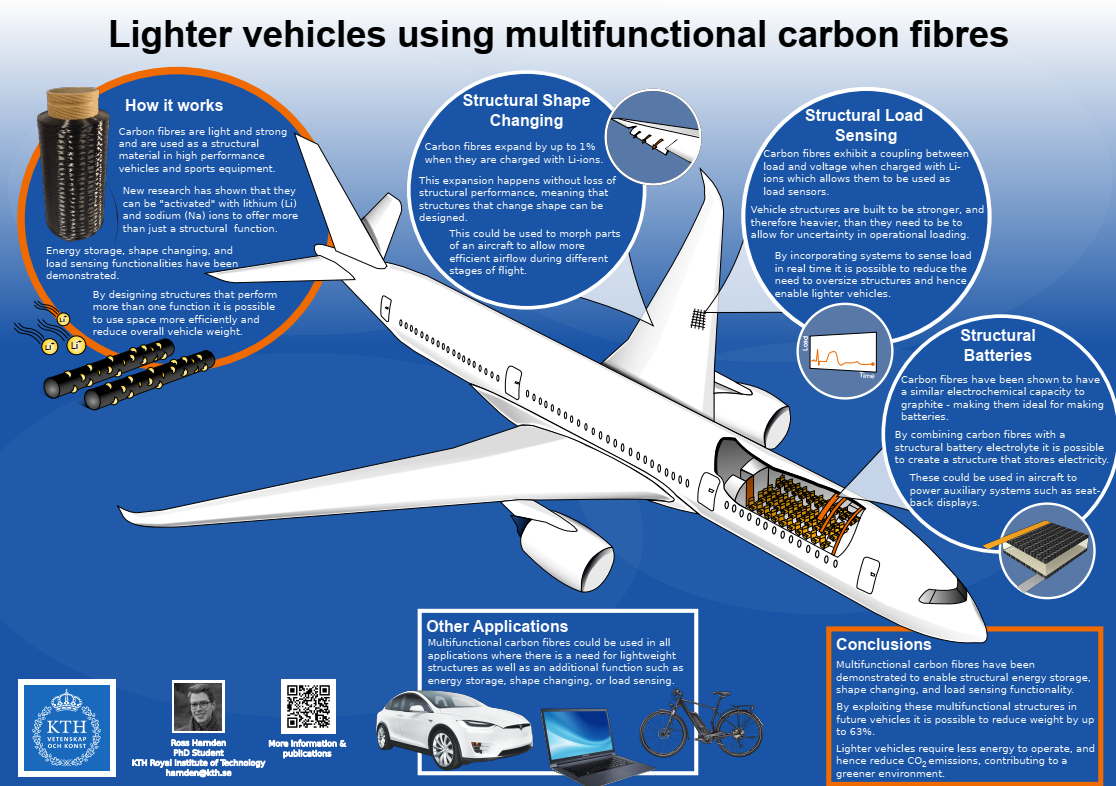 Lighter vehicles using multifunctional carbon fibres
How it works
Carbon fibres are light and strong
and are used as a structural
material in high performance
vehicles and sports equipment.
New research has shown that they
can be "activated" with lithium (Li)
and sodium (Na) ions to offer more
than just a structural function.
Energy storage, shape changing, and
load sensing functionalities have been
demonstrated.
By designing structures that perform
more than one function it is possible
to use space more efficiently and
reduce overall vehicle weight.
Li+
Li+
Li+
Structural Shape
Changing
Carbon fibres expand by up to 1%
when they are charged with Li-ions.
This expansion happens without loss of
structural performance, meaning that
structures that change shape can be
designed.
This could be used to morph parts
of an aircraft to allow more
efficient airflow during different
stages of flight.
Structural Load
Sensing
Carbon fibres exhibit a coupling between
load and voltage when charged with Li-
ions which allows them to be used as
load sensors.
Vehicle structures are built to be stronger, and
therefore heavier, than they need to be to
allow for uncertainty in operational loading.
By incorporating systems to sense load
in real time it is possible to reduce the
need to oversize structures and hence
enable lighter vehicles.
Load
Time
Structural
Batteries
Carbon fibres have been shown to have
a similar electrochemical capacity to
graphite - making them ideal for making
batteries.
By combining carbon fibres with a
structural battery electrolyte it is possible
to create a structure that stores electricity.
These could be used in aircraft to
power auxiliary systems such as seat-
back displays.
Other Applications
Multifunctional carbon fibres could be used in all
applications where there is a need for lightweight
structures as well as an additional function such as
energy storage, shape changing, or load sensing.
Conclusions
Multifunctional carbon fibres have been
demonstrated to enable structural energy storage,
shape changing, and load sensing functionality.
By exploiting these multifunctional structures in
future vehicles it is possible to reduce weight by up
to 63%.
Lighter vehicles require less energy to operate, and
hence reduce CO2 emissions, contributing to a
greener environment.
KTH
VETENSKAP
OCH KONST
Ross Harnden
PhD Student
KTH Royal Institute of Technology
harnden@kth.se
More information &
publications